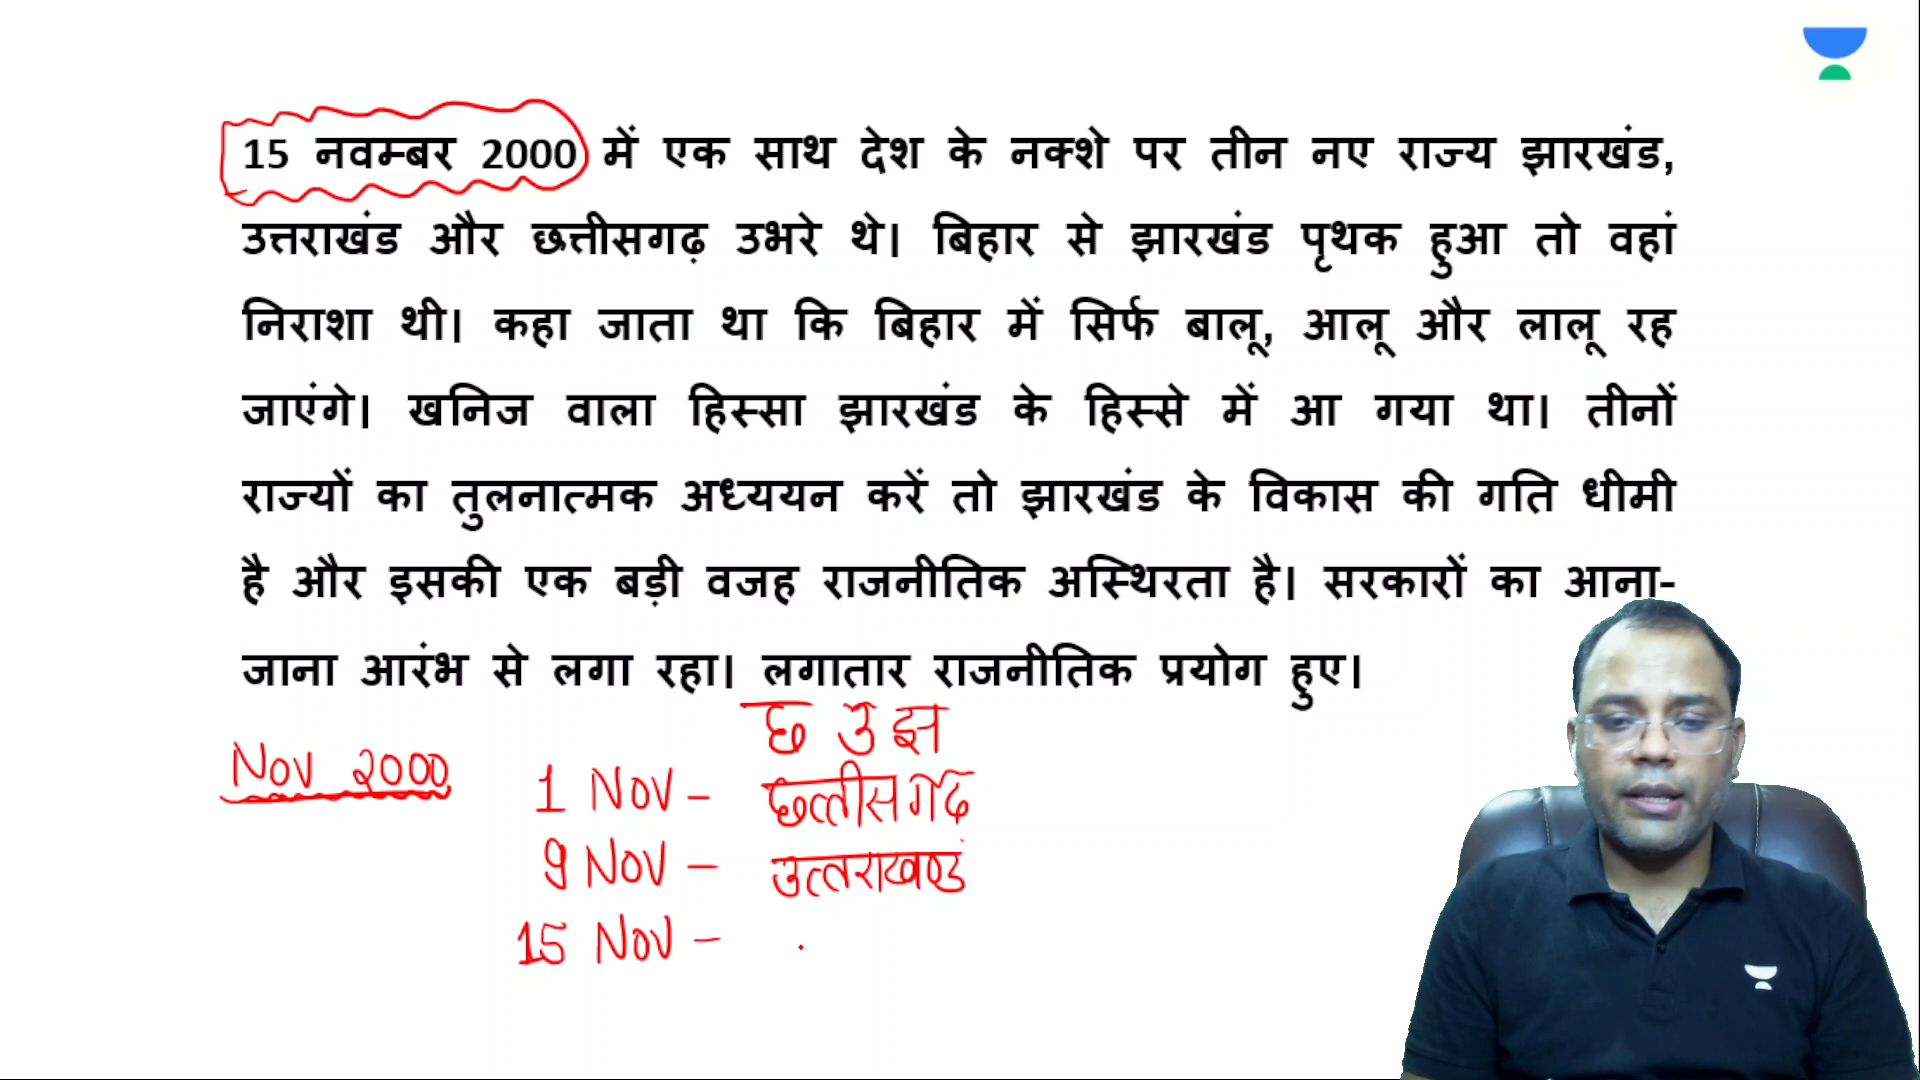 15 नवम्बर 2000 में एक साथ देश के नक्शे पर तीन नए राज्य झारखंड,
उत्तराखंड और छत्तीसगढ़ उभरे थे। बिहार से झारखंड पृथक हुआ तो वहां
निराशा थी। कहा जाता था कि बिहार में सिर्फ बालू, आलू और लालू रह
जाएंगे। खनिज वाला हिस्सा झारखंड के हिस्से में आ गया था। तीनों
राज्यों का तुलनात्मक अध्ययन करें तो झारखंड के विकास की गति धीमी
है और इसकी एक बड़ी वजह राजनीतिक अस्थिरता है। सरकारों का आना-
जाना आरंभ से लगा रहा। लगातार राजनीतिक प्रयोग हुए।
छ उ झ
Nov 2000
1 Nov - छत्तीसगढ
9 Nov - उत्तराखण्ड
15 Nov -